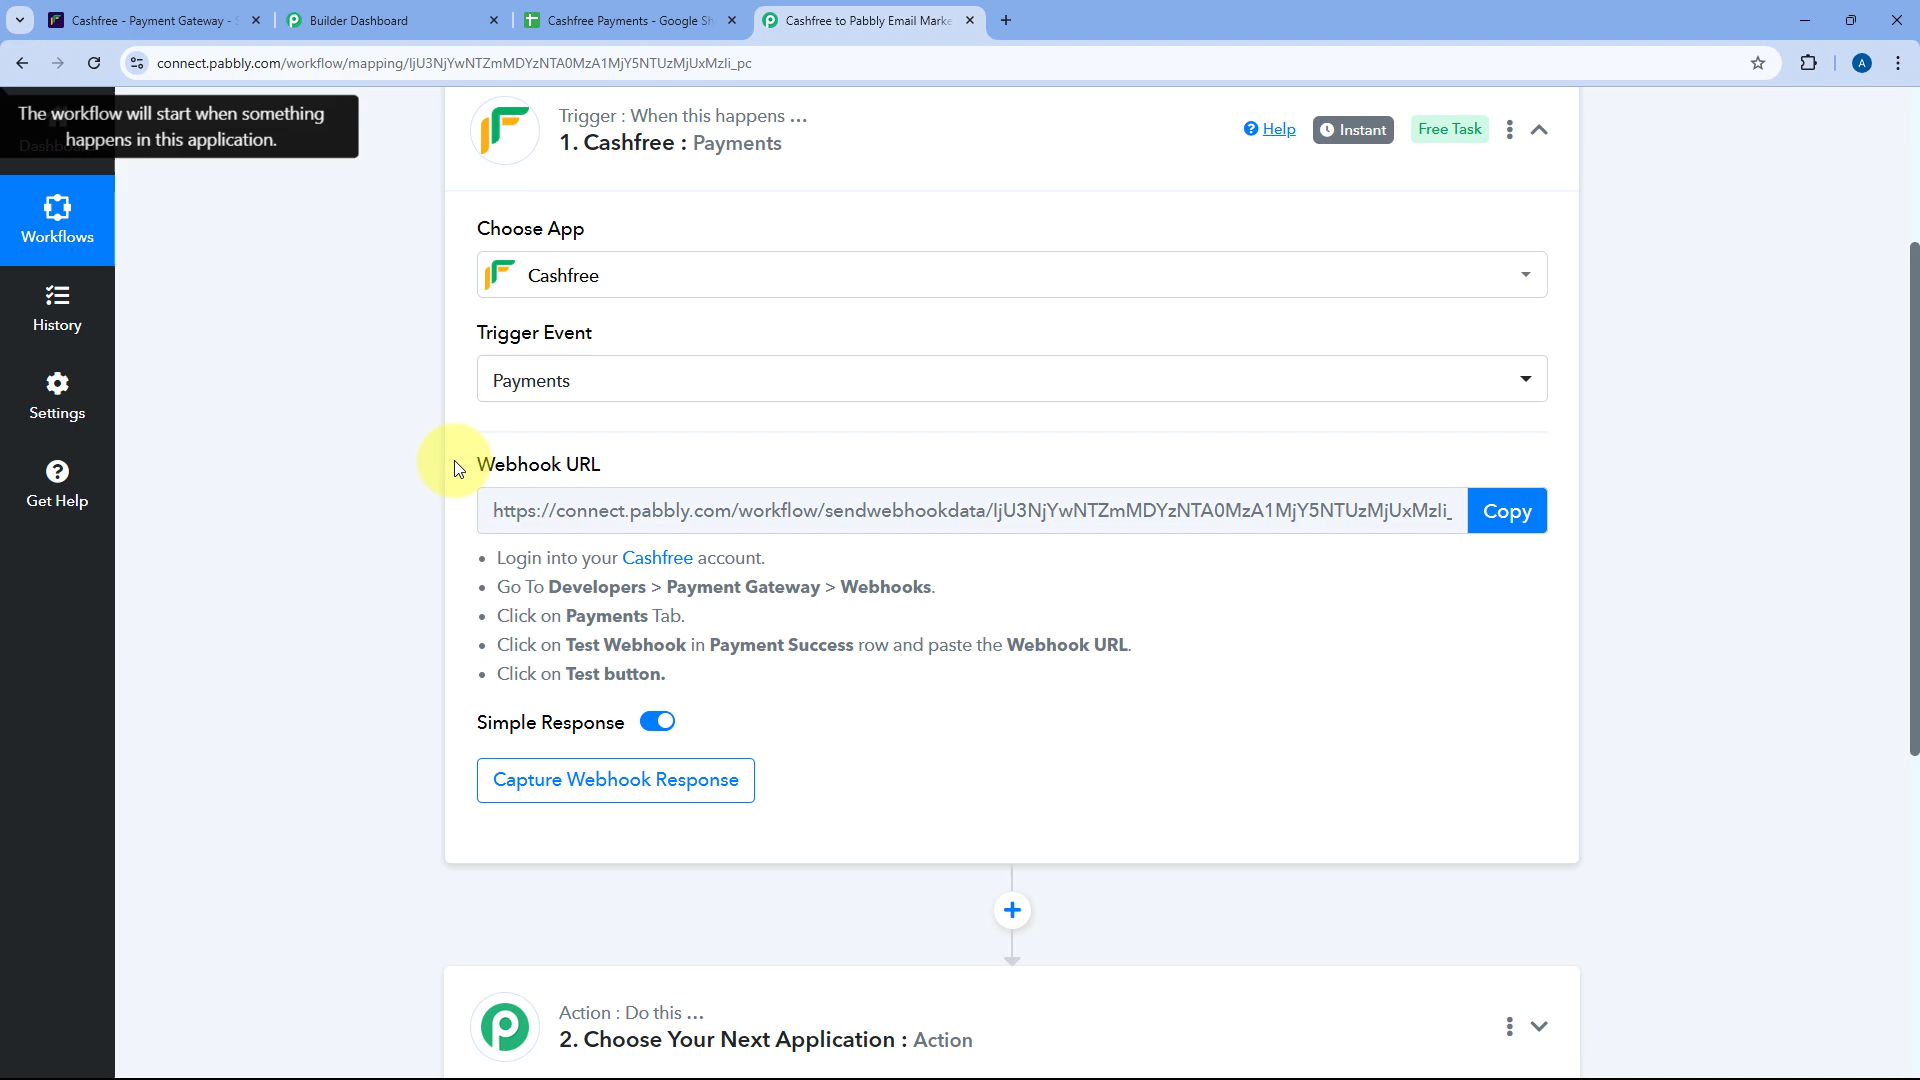 Cashfree - Payment Gateway -
Builder Dashboard
Cashfree Payments - Google Sh
Cashfree to Pabbly Email Marke
connect.pabbly.com/workflow/mapping/IjU3NjYwNTZmMDYzNTA0MzA1MjY5NTUzMjUxMzIi_pc
A
The workflow will start when something
happens in this application.
Workflows
History
Settings
Get Help
Trigger : When this happens ...
1. Cashfree : Payments
Help
Instant
Free Task
Choose App
Cashfree
Trigger Event
Payments
Webhook URL
https://connect.pabbly.com/workflow/sendwebhookdata/IjU3NjYwNTZmMDYzNTA0MzA1MjY5NTUzMjUxMzIi_
Copy
• Login into your Cashfree account.
• Go To Developers > Payment Gateway > Webhooks.
• Click on Payments Tab.
• Click on Test Webhook in Payment Success row and paste the Webhook URL.
• Click on Test button.
Simple Response
Capture Webhook Response
Action : Do this ...
2. Choose Your Next Application : Action